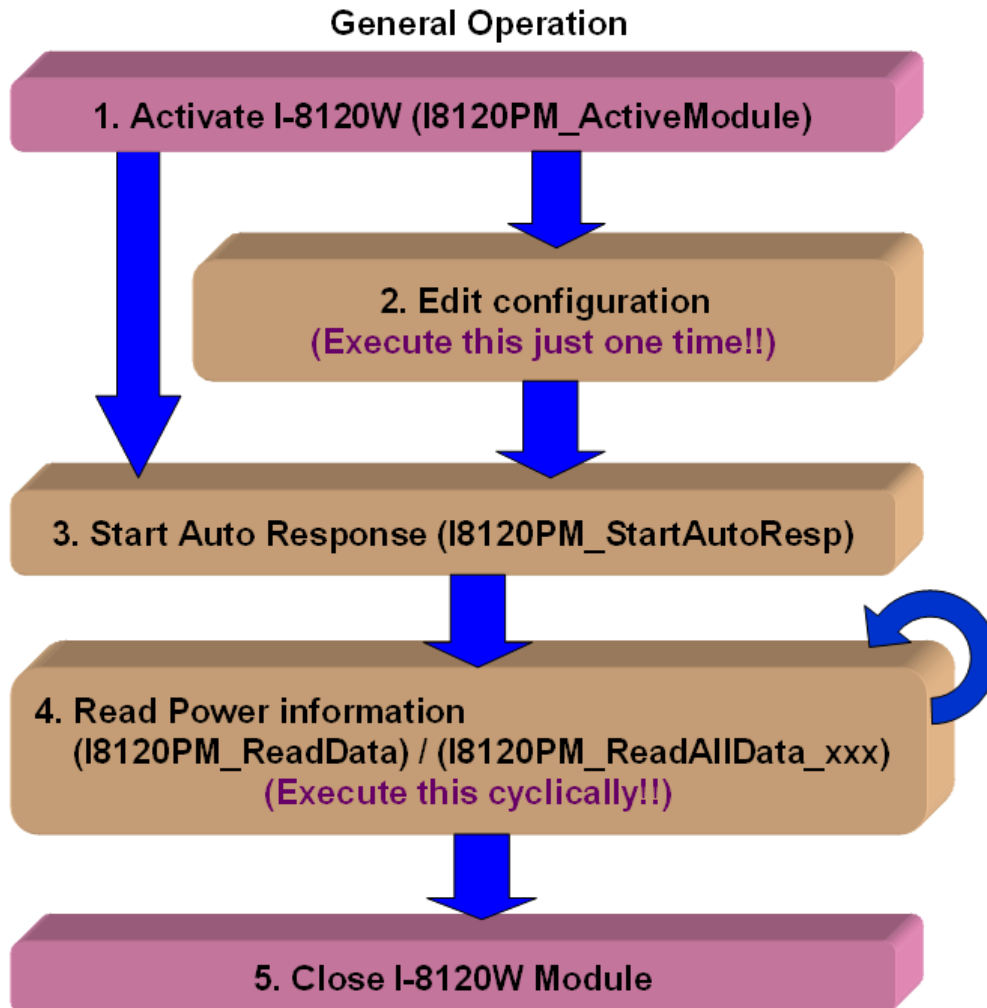 General Operation
1. Activate I-8120W (I8120PM_ActiveModule)
2. Edit configuration
(Execute this just one time!!)
3. Start Auto Response (I8120PM_StartAutoResp)
4. Read Power information
(I8120PM_ReadData) / (I8120PM_ReadAllData_xxx)
(Execute this cyclically!!)
5. Close I-8120W Module